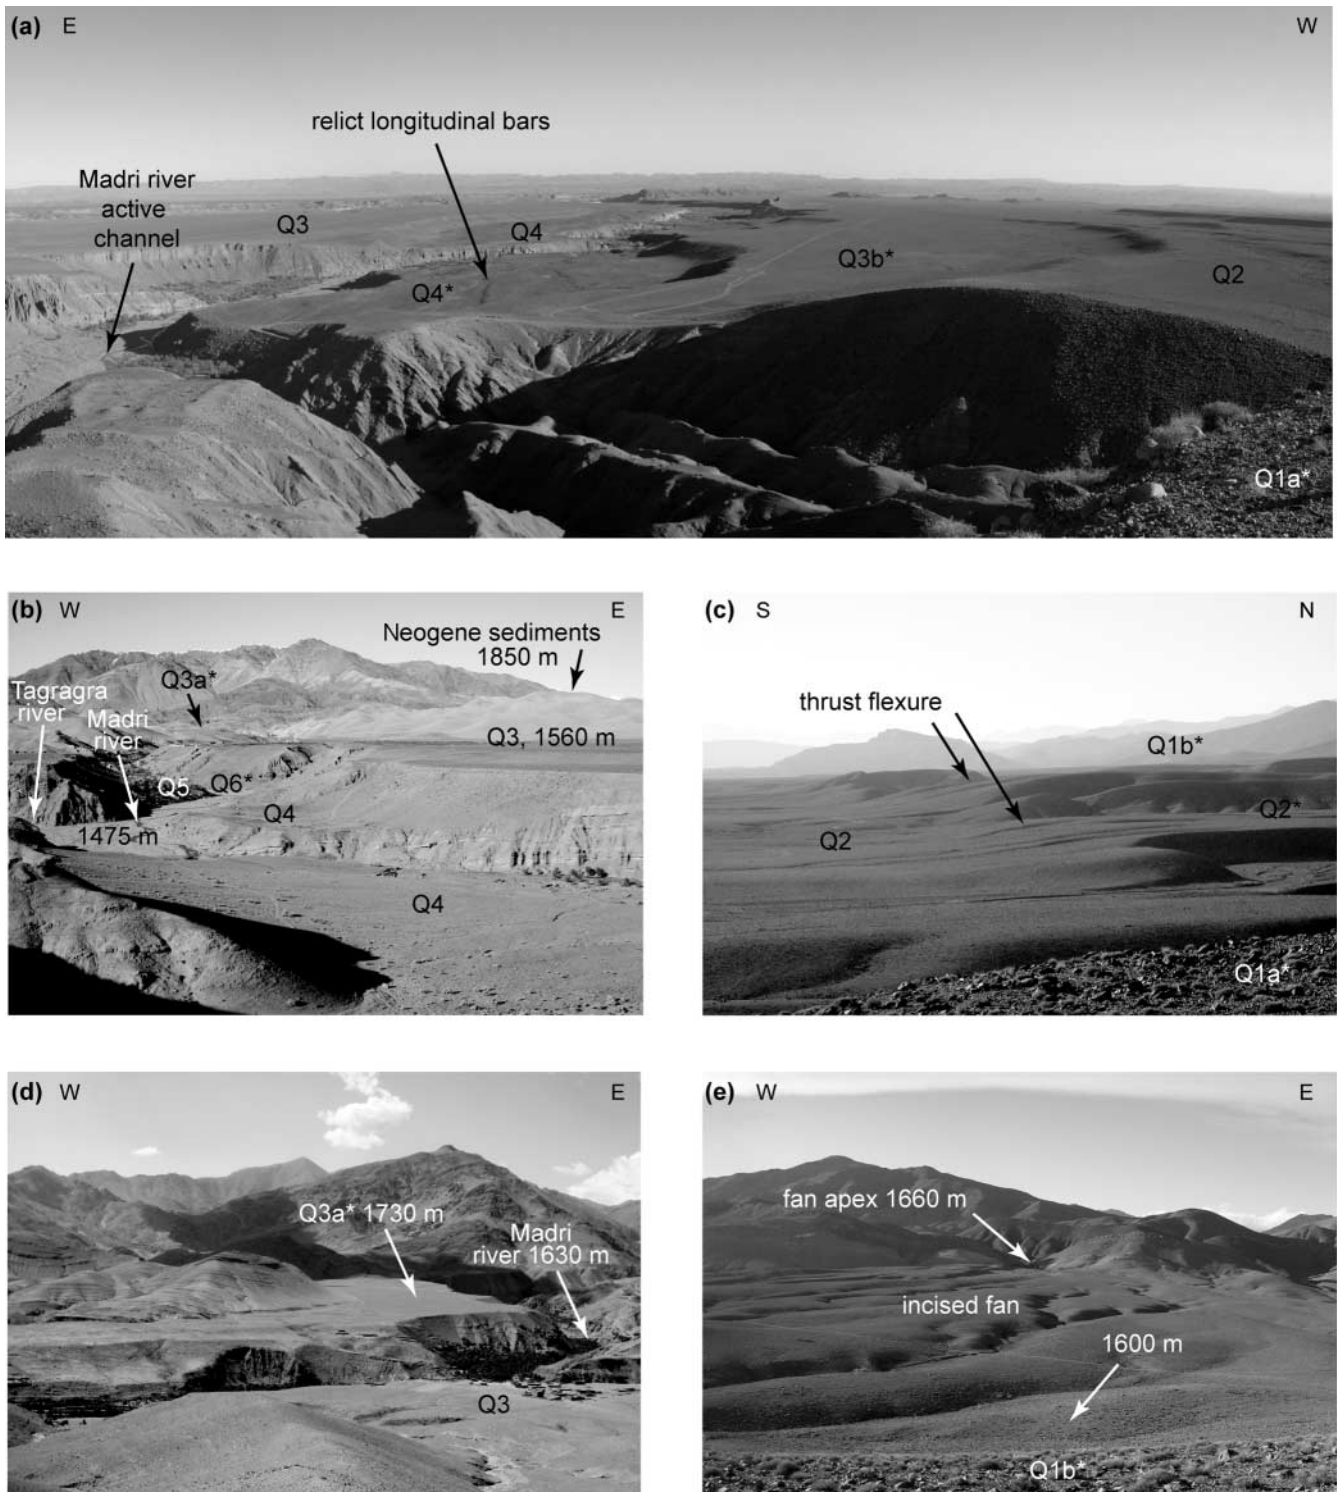 (a) E W
relict longitudinal bars
Madri river
active
channel
Q3
Q4
Q3b*
Q2
Q4*
Q1a*
(b) W E
Neogene sediments
1850 m
Q3a*
Tagragra
river
Madri
river
Q3, 1560 m
Q5
Q6*
Q4
1475 m
Q4
(c) S N
thrust flexure
Q1b*
Q2*
Q2
Q1a*
(d) W E
Q3a* 1730 m
Madri
river 1630 m
Q3
(e) W E
fan apex 1660 m
incised fan
1600 m
Q1b*